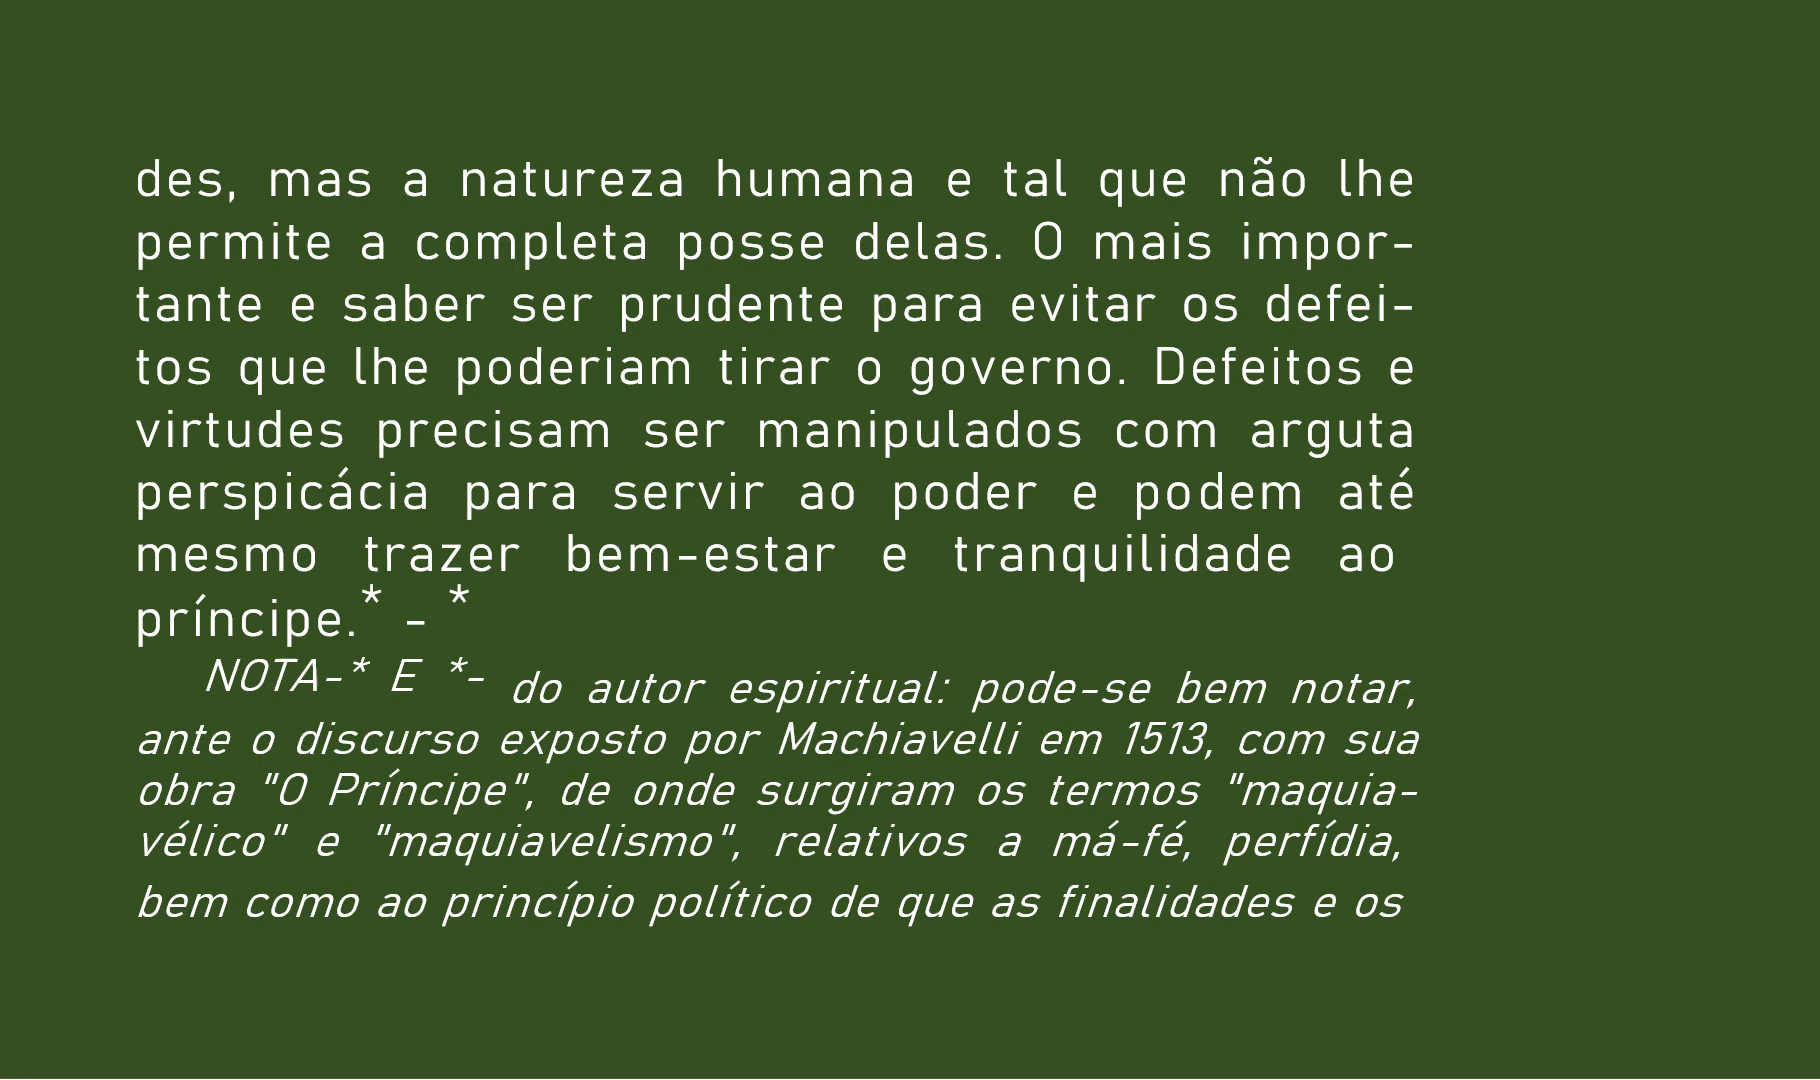 des, mas a natureza humana e tal que não lhe
permite a completa posse delas. O mais impor-
tante e saber ser prudente para evitar os defei-
tos que lhe poderiam tirar o governo. Defeitos e
virtudes precisam ser manipulados com arguta
perspicácia para servir ao poder e podem até
mesmo trazer bem-estar e tranquilidade ao
príncipe.* - *
NOTA-* E *- do autor espiritual: pode-se bem notar,
ante o discurso exposto por Machiavelli em 1513, com sua
obra "O Príncipe", de onde surgiram os termos "maquia-
vélico" e "maquiavelismo", relativos a má-fé, perfídia,
bem como ao princípio político de que as finalidades e os